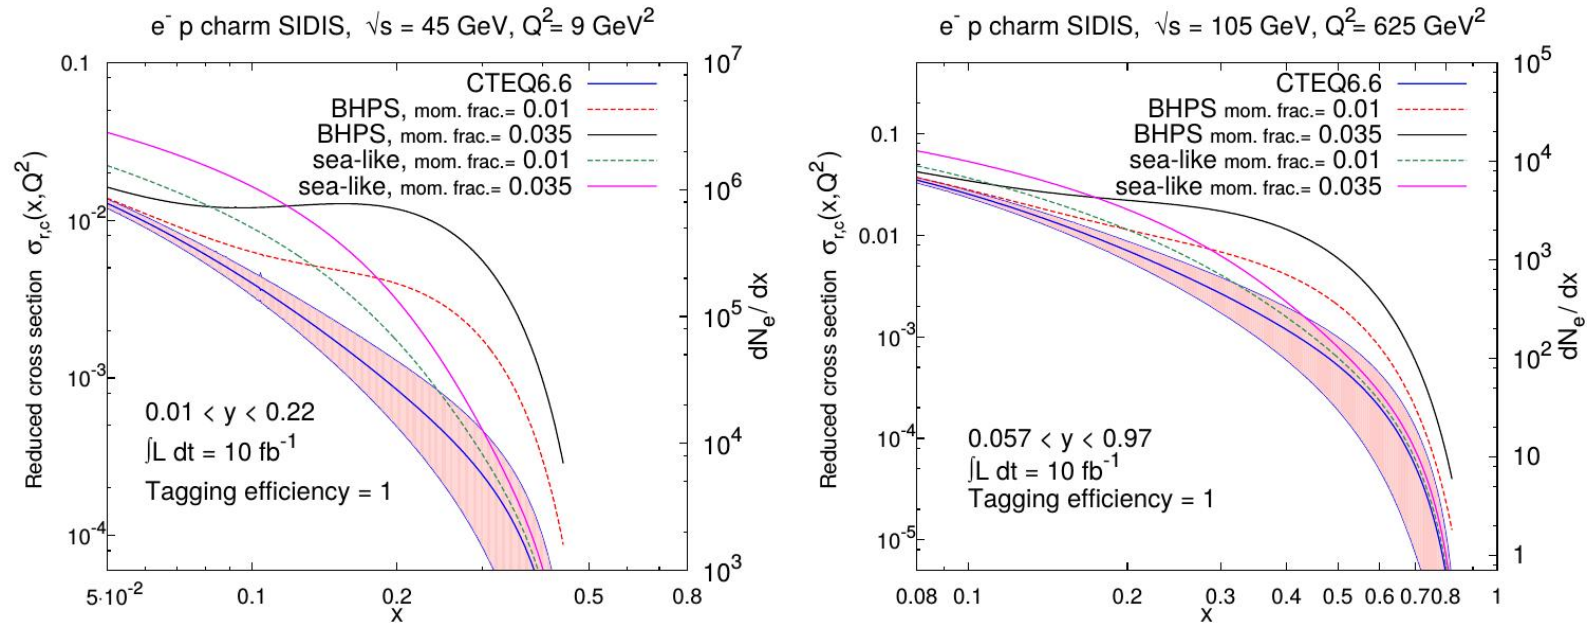 e⁻ p charm SIDIS, √s = 45 GeV, Q²= 9 GeV²
0.1
10⁻²
10⁻³
10⁻⁴
Reduced cross section σr,c(x,Q²)
CTEQ6.6
BHPS, mom. frac.= 0.01
BHPS, mom. frac.= 0.035
sea-like, mom. frac.= 0.01
sea-like, mom. frac.= 0.035
0.01 < y < 0.22
∫L dt = 10 fb⁻¹
Tagging efficiency = 1
10⁷
10⁶
10⁵
10⁴
10³
dNe/ dx
5·10⁻² 0.1 0.2 0.5 0.8
x
e⁻ p charm SIDIS, √s = 105 GeV, Q²= 625 GeV²
0.1
0.01
10⁻³
10⁻⁴
10⁻⁵
Reduced cross section σr,c(x,Q²)
CTEQ6.6
BHPS mom. frac.= 0.01
BHPS mom. frac.= 0.035
sea-like mom. frac.= 0.01
sea-like mom. frac.= 0.035
0.057 < y < 0.97
∫L dt = 10 fb⁻¹
Tagging efficiency = 1
10⁵
10⁴
10³
10²
10
1
dNe/ dx
0.08 0.1 0.2 0.3 0.4 0.5 0.6 0.7 0.8 1
x